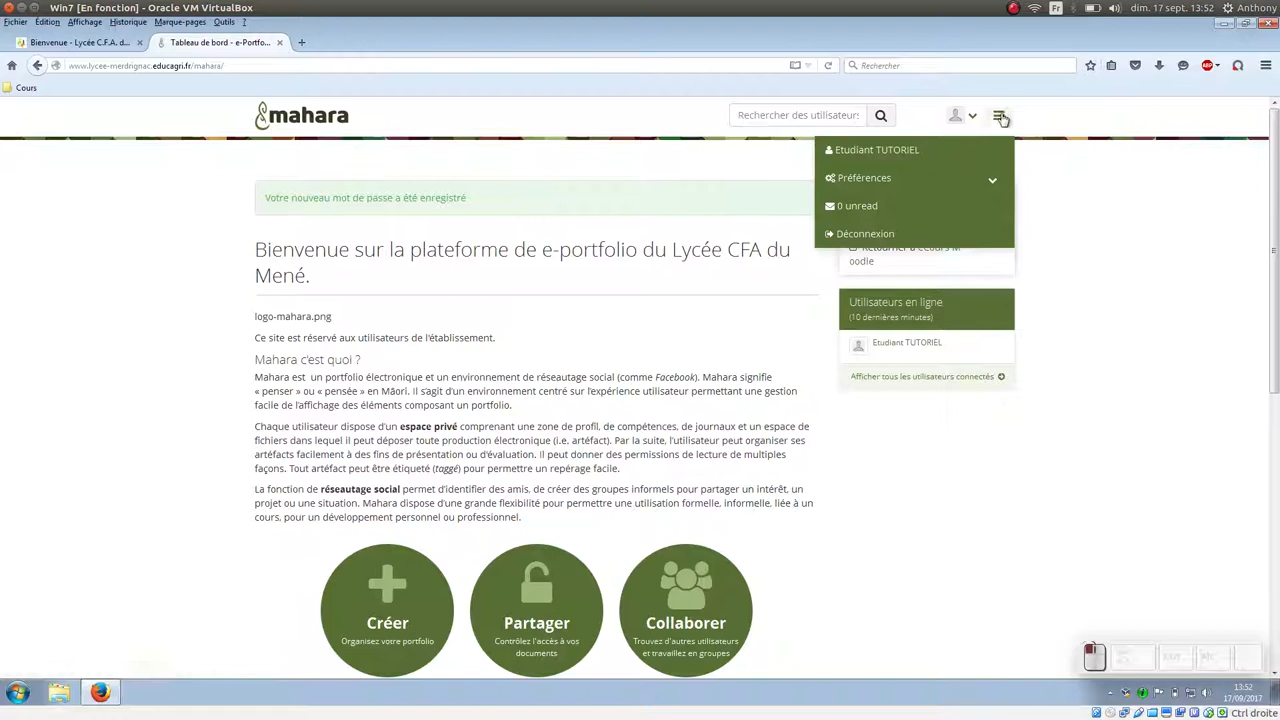 Win7 [En fonction] - Oracle VM VirtualBox
Fr
dim. 17 sept. 13:52
Anthony
Fichier Édition Affichage Historique Marque-pages Outils ?
Bienvenue - Lycée C.F.A. d...
Tableau de bord - e-Portfo...
www.lycee-merdrignac.educagri.fr/mahara/
Rechercher
ABP
Cours
mahara
Rechercher des utilisateurs
Etudiant TUTORIEL
Préférences
0 unread
Déconnexion
Votre nouveau mot de passe a été enregistré
oodle
Bienvenue sur la plateforme de e-portfolio du Lycée CFA du
Mené.
Utilisateurs en ligne
(10 dernières minutes)
Etudiant TUTORIEL
Afficher tous les utilisateurs connectés
logo-mahara.png
Ce site est réservé aux utilisateurs de l'établissement.
Mahara c'est quoi ?
Mahara est un portfolio électronique et un environnement de réseautage social (comme Facebook). Mahara signifie
« penser » ou « pensée » en Māori. Il s'agit d'un environnement centré sur l'expérience utilisateur permettant une gestion
facile de l'affichage des éléments composant un portfolio.
Chaque utilisateur dispose d'un espace privé comprenant une zone de profil, de compétences, de journaux et un espace de
fichiers dans lequel il peut déposer toute production électronique (i.e. artéfact). Par la suite, l'utilisateur peut organiser ses
artéfacts facilement à des fins de présentation ou d'évaluation. Il peut donner des permissions de lecture de multiples
façons. Tout artéfact peut être étiqueté (taggé) pour permettre un repérage facile.
La fonction de réseautage social permet d'identifier des amis, de créer des groupes informels pour partager un intérêt, un
projet ou une situation. Mahara dispose d'une grande flexibilité pour permettre une utilisation formelle, informelle, liée à un
cours, pour un développement personnel ou professionnel.
Créer
Organisez votre portfolio
Partager
Contrôlez l'accès à vos
documents
Collaborer
Trouvez d'autres utilisateurs
et travaillez en groupes
13:52
17/09/2017
Ctrl droite